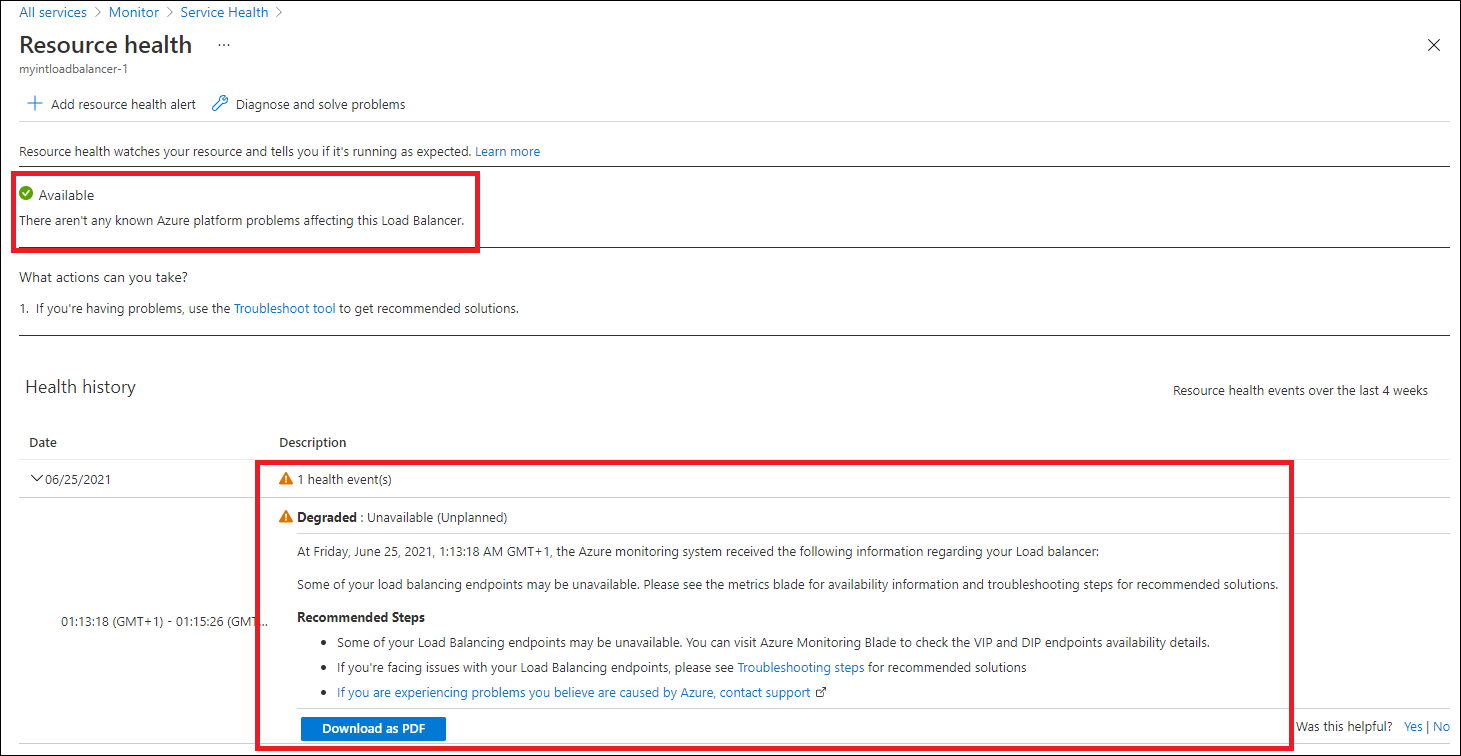 All services > Monitor > Service Health >
Resource health ...
myintloadbalancer-1
Add resource health alert Diagnose and solve problems
Resource health watches your resource and tells you if it's running as expected. Learn more
Available
There aren't any known Azure platform problems affecting this Load Balancer.
What actions can you take?
1. If you're having problems, use the Troubleshoot tool to get recommended solutions.
Health history
Resource health events over the last 4 weeks
Date Description
06/25/2021 1 health event(s)
Degraded : Unavailable (Unplanned)
At Friday, June 25, 2021, 1:13:18 AM GMT+1, the Azure monitoring system received the following information regarding your Load balancer:
Some of your load balancing endpoints may be unavailable. Please see the metrics blade for availability information and troubleshooting steps for recommended solutions.
Recommended Steps
01:13:18 (GMT+1) - 01:15:26 (GMT...
• Some of your Load Balancing endpoints may be unavailable. You can visit Azure Monitoring Blade to check the VIP and DIP endpoints availability details.
• If you're facing issues with your Load Balancing endpoints, please see Troubleshooting steps for recommended solutions
• If you are experiencing problems you believe are caused by Azure, contact support
Download as PDF
Was this helpful? Yes | No